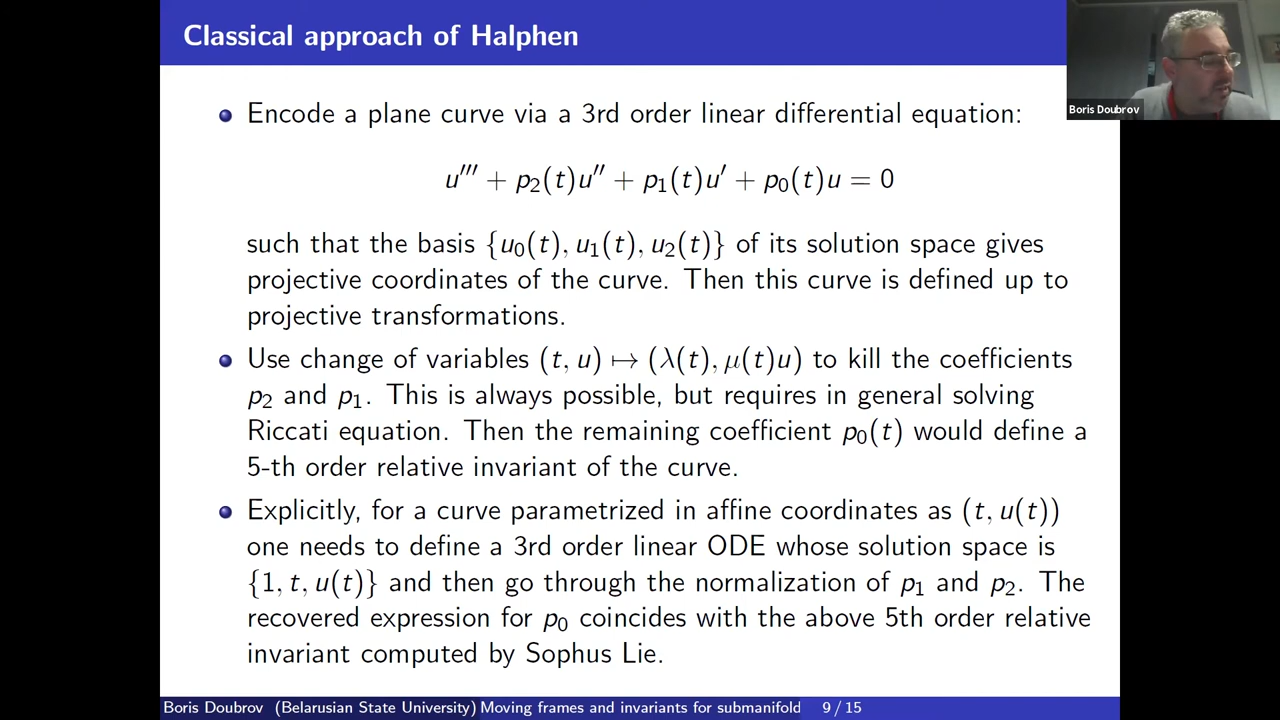 Classical approach of Halphen
Boris Doubrov
Encode a plane curve via a 3rd order linear differential equation:
u‴ + p₂(t)u″ + p₁(t)u′ + p₀(t)u = 0
such that the basis {u₀(t), u₁(t), u₂(t)} of its solution space gives
projective coordinates of the curve. Then this curve is defined up to
projective transformations.
Use change of variables (t, u) ↦ (λ(t), μ(t)u) to kill the coefficients
p₂ and p₁. This is always possible, but requires in general solving
Riccati equation. Then the remaining coefficient p₀(t) would define a
5-th order relative invariant of the curve.
Explicitly, for a curve parametrized in affine coordinates as (t, u(t))
one needs to define a 3rd order linear ODE whose solution space is
{1, t, u(t)} and then go through the normalization of p₁ and p₂. The
recovered expression for p₀ coincides with the above 5th order relative
invariant computed by Sophus Lie.
Boris Doubrov (Belarusian State University) Moving frames and invariants for submanifold 9 / 15